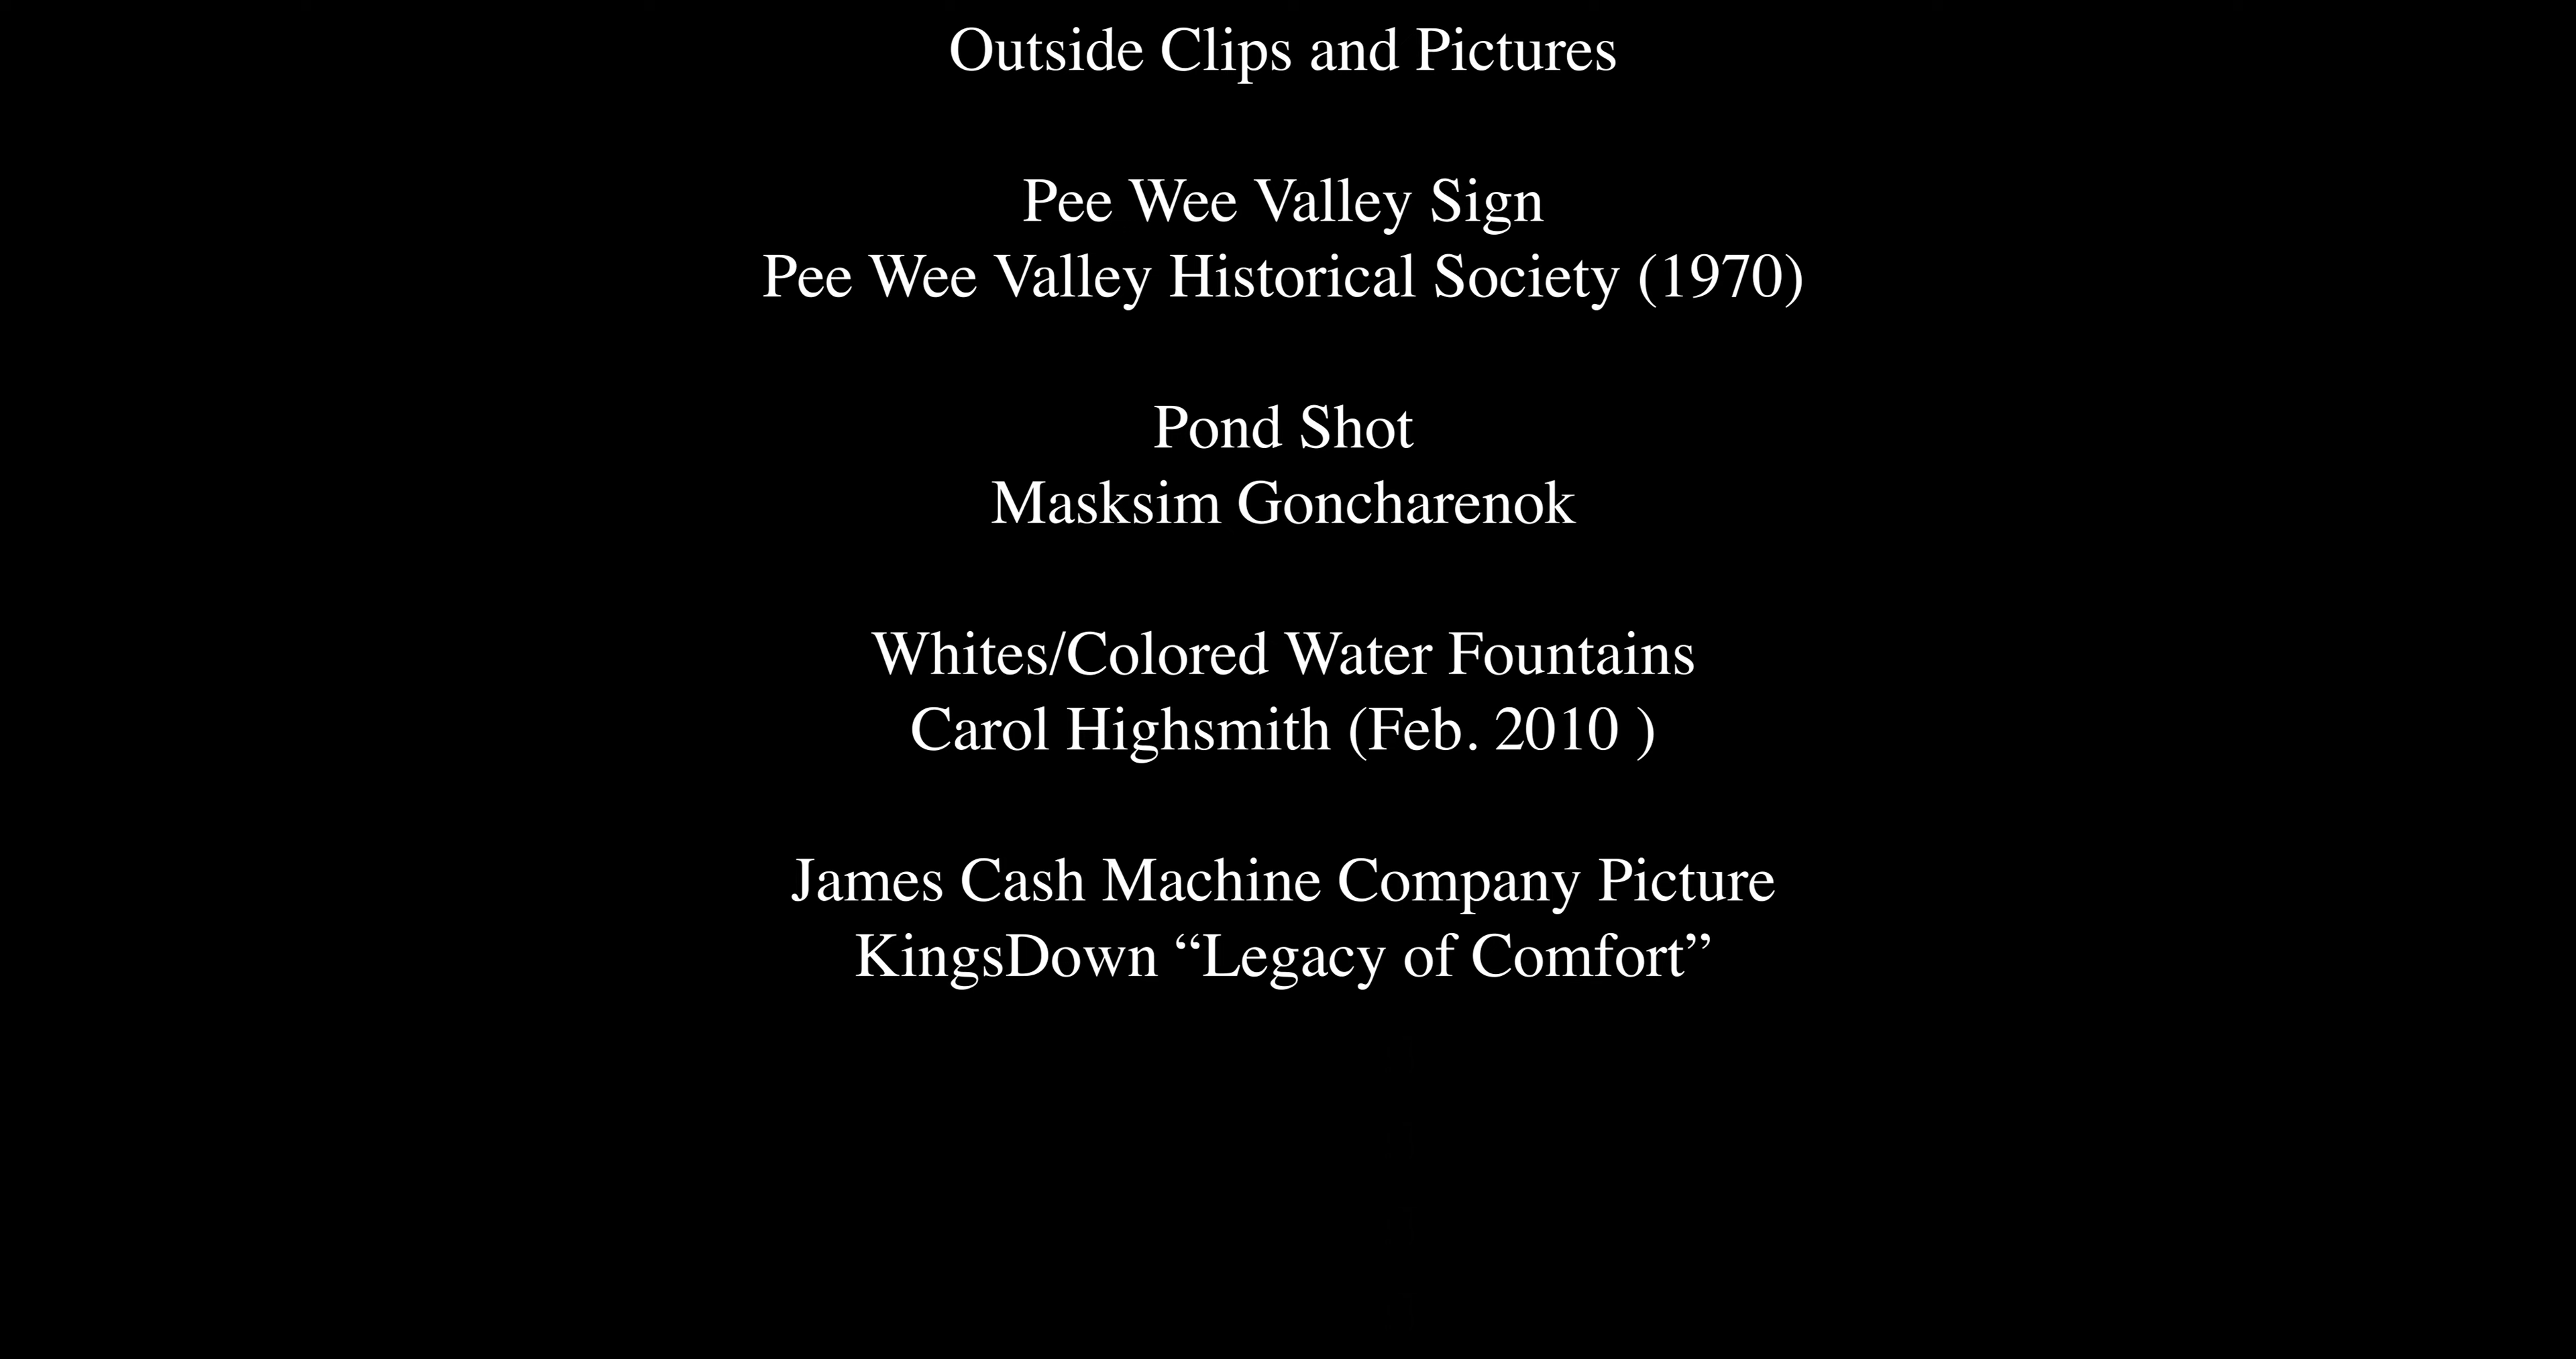 Outside Clips and Pictures
Pee Wee Valley Sign
Pee Wee Valley Historical Society (1970)
Pond Shot
Masksim Goncharenok
Whites/Colored Water Fountains
Carol Highsmith (Feb. 2010 )
James Cash Machine Company Picture
KingsDown “Legacy of Comfort”